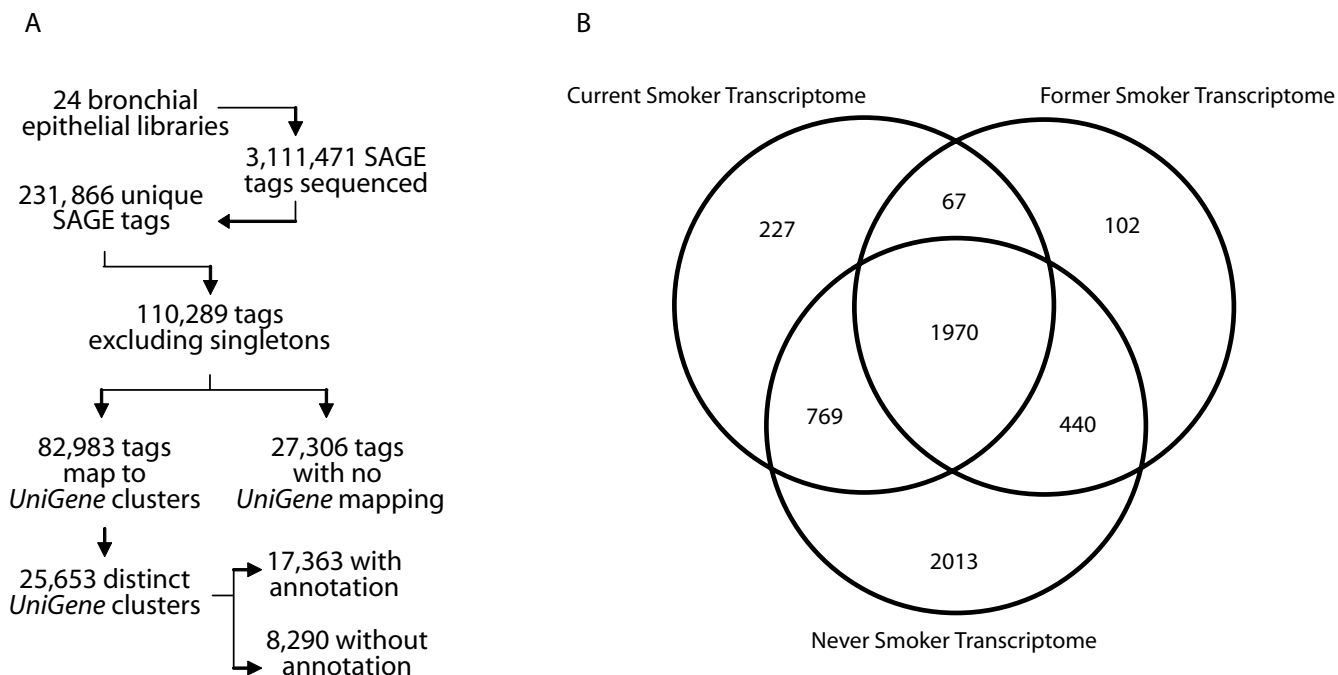 A
24 bronchial
epithelial libraries
3,111,471 SAGE
tags sequenced
231,866 unique
SAGE tags
110,289 tags
excluding singletons
82,983 tags
map to
UniGene clusters
27,306 tags
with no
UniGene mapping
25,653 distinct
UniGene clusters
17,363 with
annotation
8,290 without
annotation
B
Current Smoker Transcriptome
Former Smoker Transcriptome
67
227
102
1970
769
440
2013
Never Smoker Transcriptome